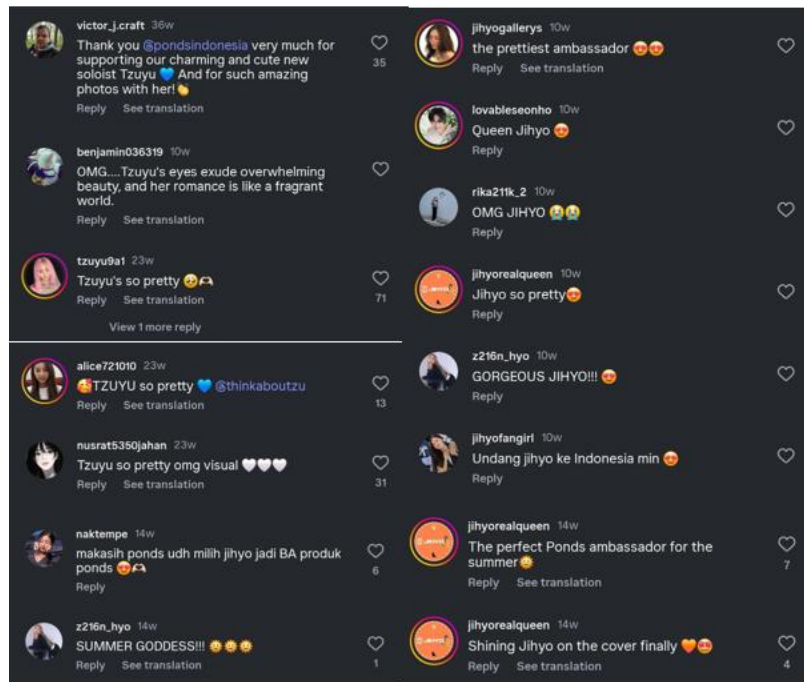 victor_j.craft 36w
Thank you @pondsindonesia very much for
supporting our charming and cute new
soloist Tzuyu 💙 And for such amazing
photos with her!👏
35
Reply See translation
benjamin036319 10w
OMG....Tzuyu's eyes exude overwhelming
beauty, and her romance is like a fragrant
world.
Reply See translation
tzuyu9a1 23w
Tzuyu's so pretty 🥹🫶
71
Reply See translation
View 1 more reply
alice721010 23w
🥰TZUYU so pretty 💙 @thinkaboutzu
13
Reply See translation
nusrat5350jahan 23w
Tzuyu so pretty omg visual 🤍🤍🤍
31
Reply See translation
naktempe 14w
makasih ponds udh milih jihyo jadi BA produk
ponds 😍🫶
6
Reply
z216n_hyo 14w
SUMMER GODDESS!!! 🌞🌞🌞
1
Reply See translation
jihyogallerys 10w
the prettiest ambassador 😍😍
Reply See translation
lovableseonho 10w
Queen Jihyo 😍
Reply
rika211k_2 10w
OMG JIHYO 😭😭
Reply
jihyorealqueen 10w
Jihyo so pretty😍
Reply
z216n_hyo 10w
GORGEOUS JIHYO!!! 😍
Reply
jihyofangirl 10w
Undang jihyo ke Indonesia min 😍
Reply
jihyorealqueen 14w
The perfect Ponds ambassador for the
summer🌞
7
Reply See translation
jihyorealqueen 14w
Shining Jihyo on the cover finally 🧡😍
4
Reply See translation